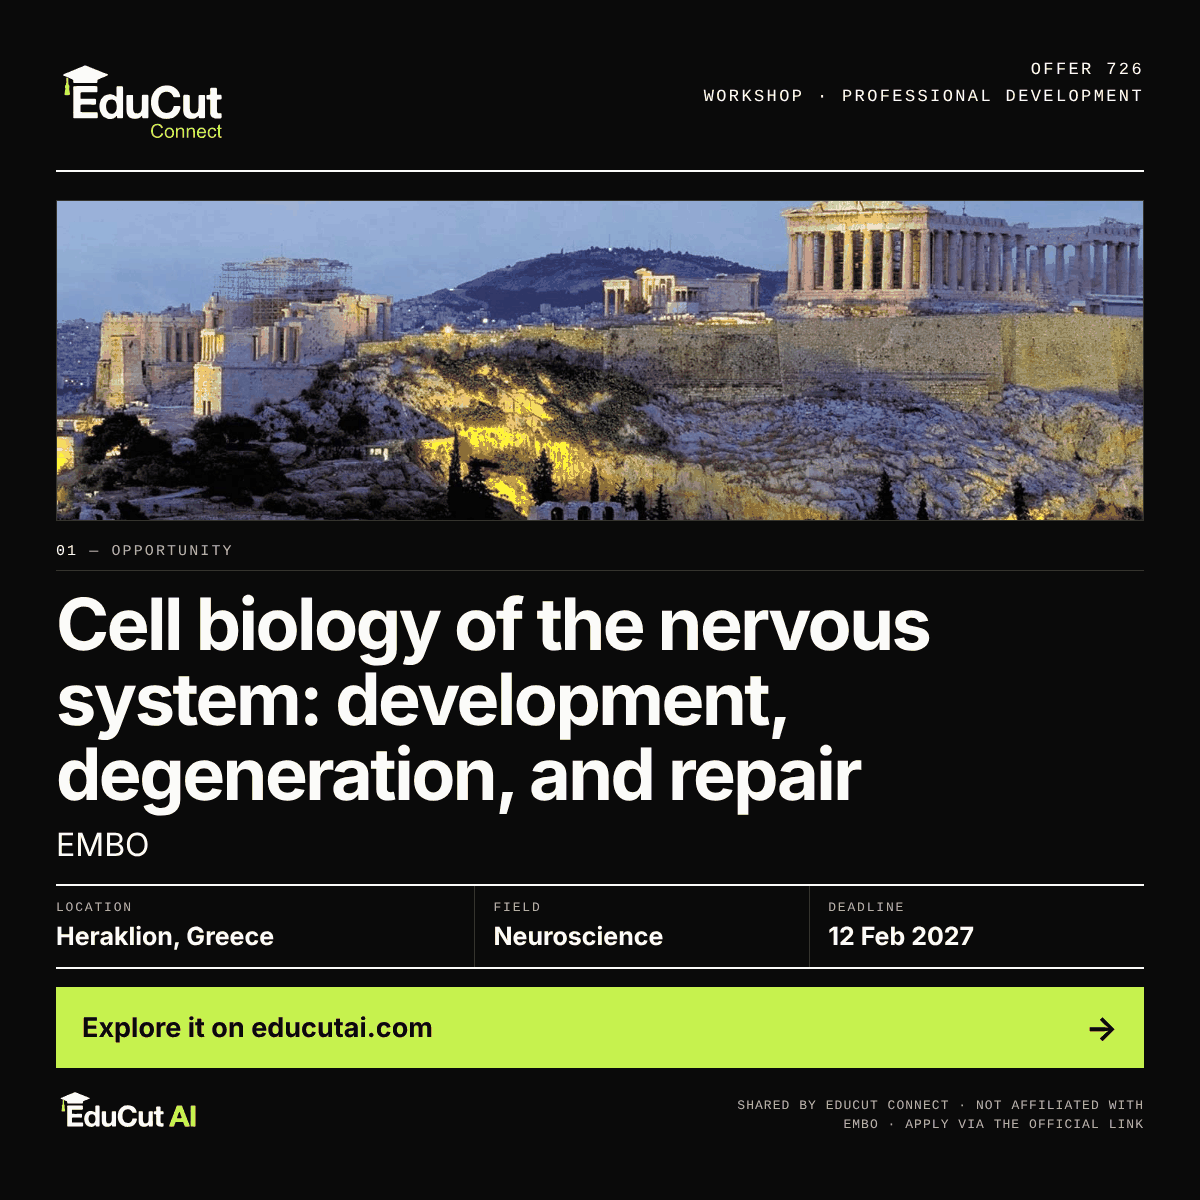 EduCut
Connect
OFFER 726
WORKSHOP · PROFESSIONAL DEVELOPMENT
01 — OPPORTUNITY
Cell biology of the nervous
system: development,
degeneration, and repair
EMBO
LOCATION
Heraklion, Greece
FIELD
Neuroscience
DEADLINE
12 Feb 2027
Explore it on educutai.com →
EduCut AI
SHARED BY EDUCUT CONNECT · NOT AFFILIATED WITH
EMBO · APPLY VIA THE OFFICIAL LINK